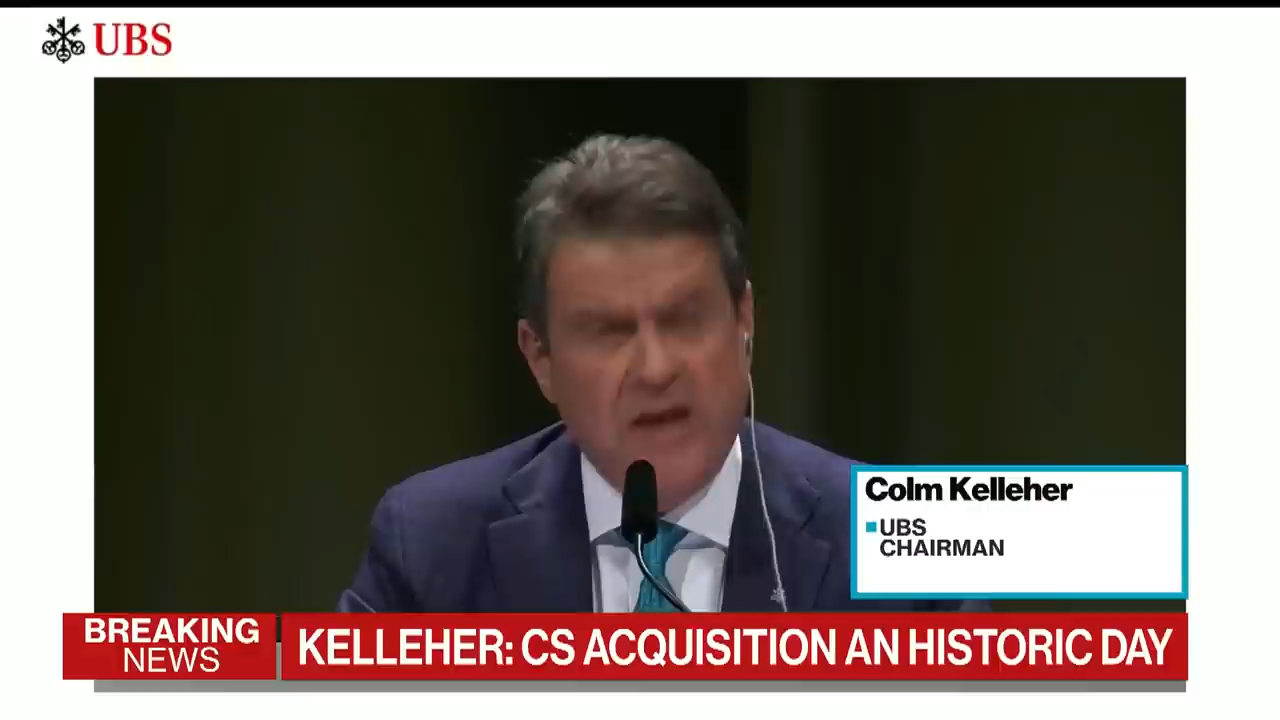 UBS
Colm Kelleher
UBS
CHAIRMAN
BREAKING
NEWS
KELLEHER: CS ACQUISITION AN HISTORIC DAY